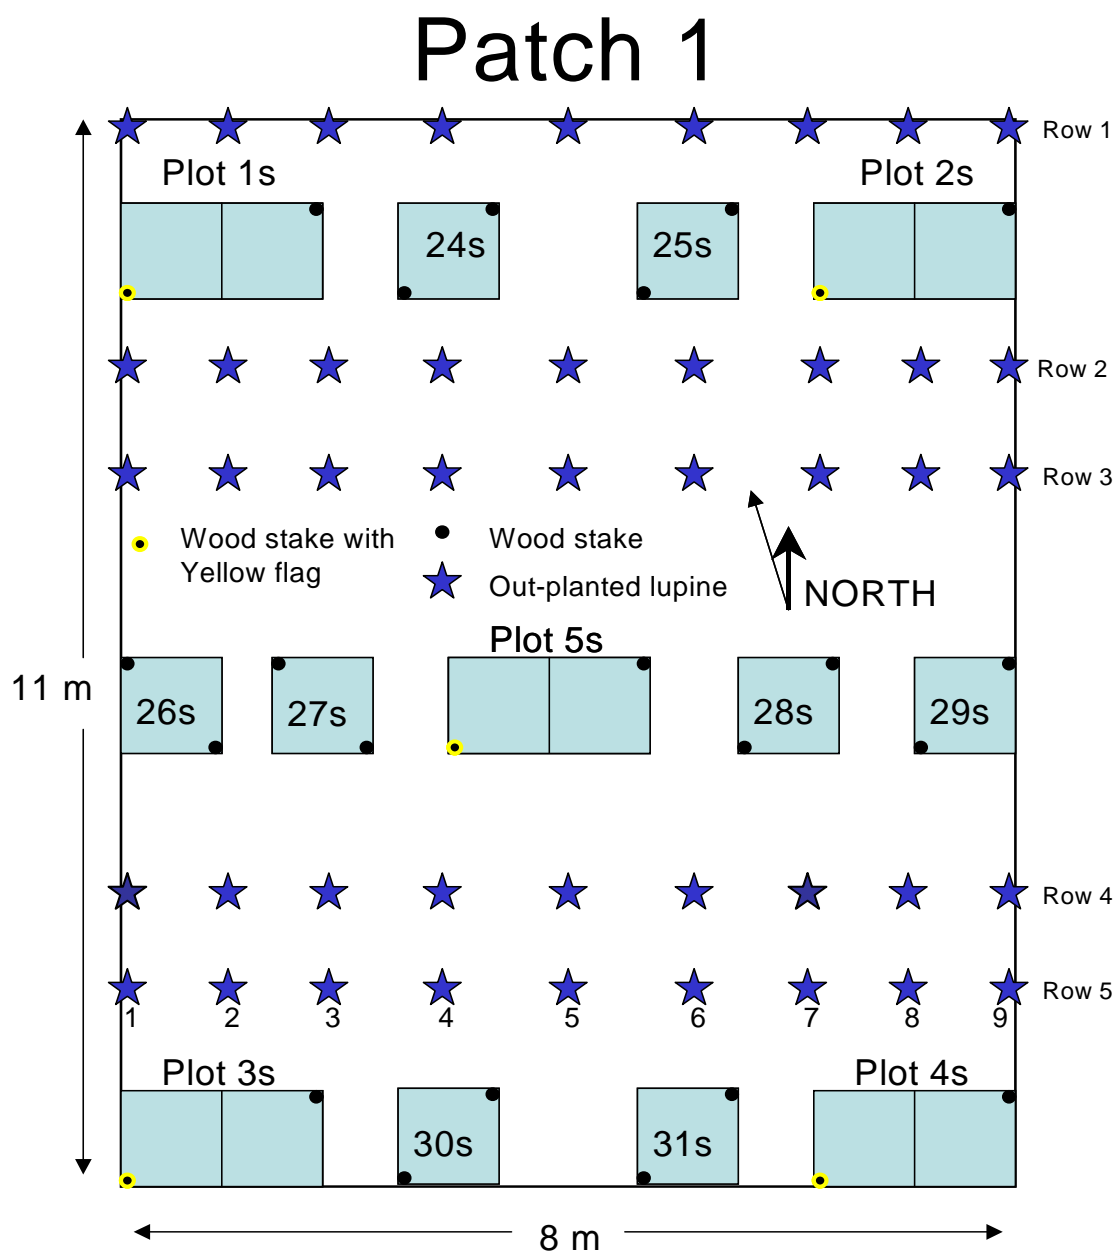 Patch 1
Row 1
Plot 1s
Plot 2s
24s
25s
Row 2
Row 3
Wood stake with
Yellow flag
Wood stake
Out-planted lupine
NORTH
Plot 5s
11 m
26s
27s
28s
29s
Row 4
Row 5
1 2 3 4 5 6 7 8 9
Plot 3s
Plot 4s
30s
31s
8 m